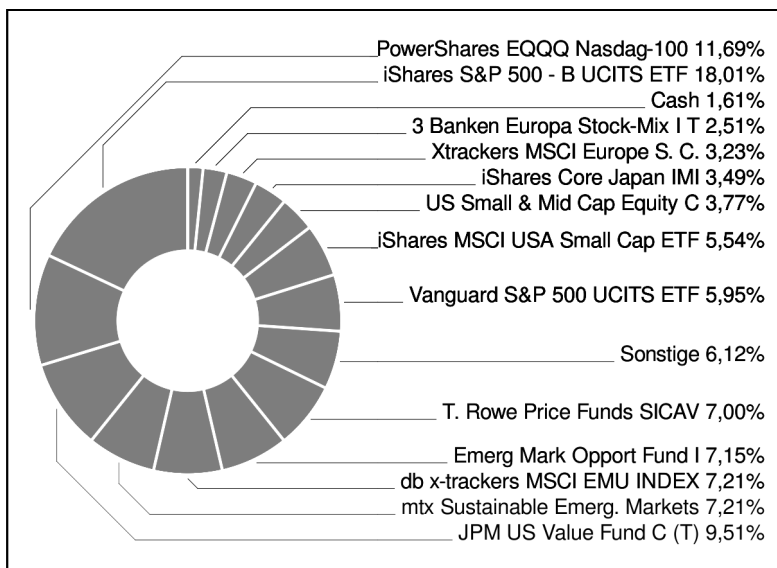 PowerShares EQQQ Nasdag-100 11,69%
iShares S&P 500 - B UCITS ETF 18,01%
Cash 1,61%
3 Banken Europa Stock-Mix I T 2,51%
Xtrackers MSCI Europe S. C. 3,23%
iShares Core Japan IMI 3,49%
US Small & Mid Cap Equity C 3,77%
iShares MSCI USA Small Cap ETF 5,54%
Vanguard S&P 500 UCITS ETF 5,95%
Sonstige 6,12%
T. Rowe Price Funds SICAV 7,00%
Emerg Mark Opport Fund I 7,15%
db x-trackers MSCI EMU INDEX 7,21%
mtx Sustainable Emerg. Markets 7,21%
JPM US Value Fund C (T) 9,51%